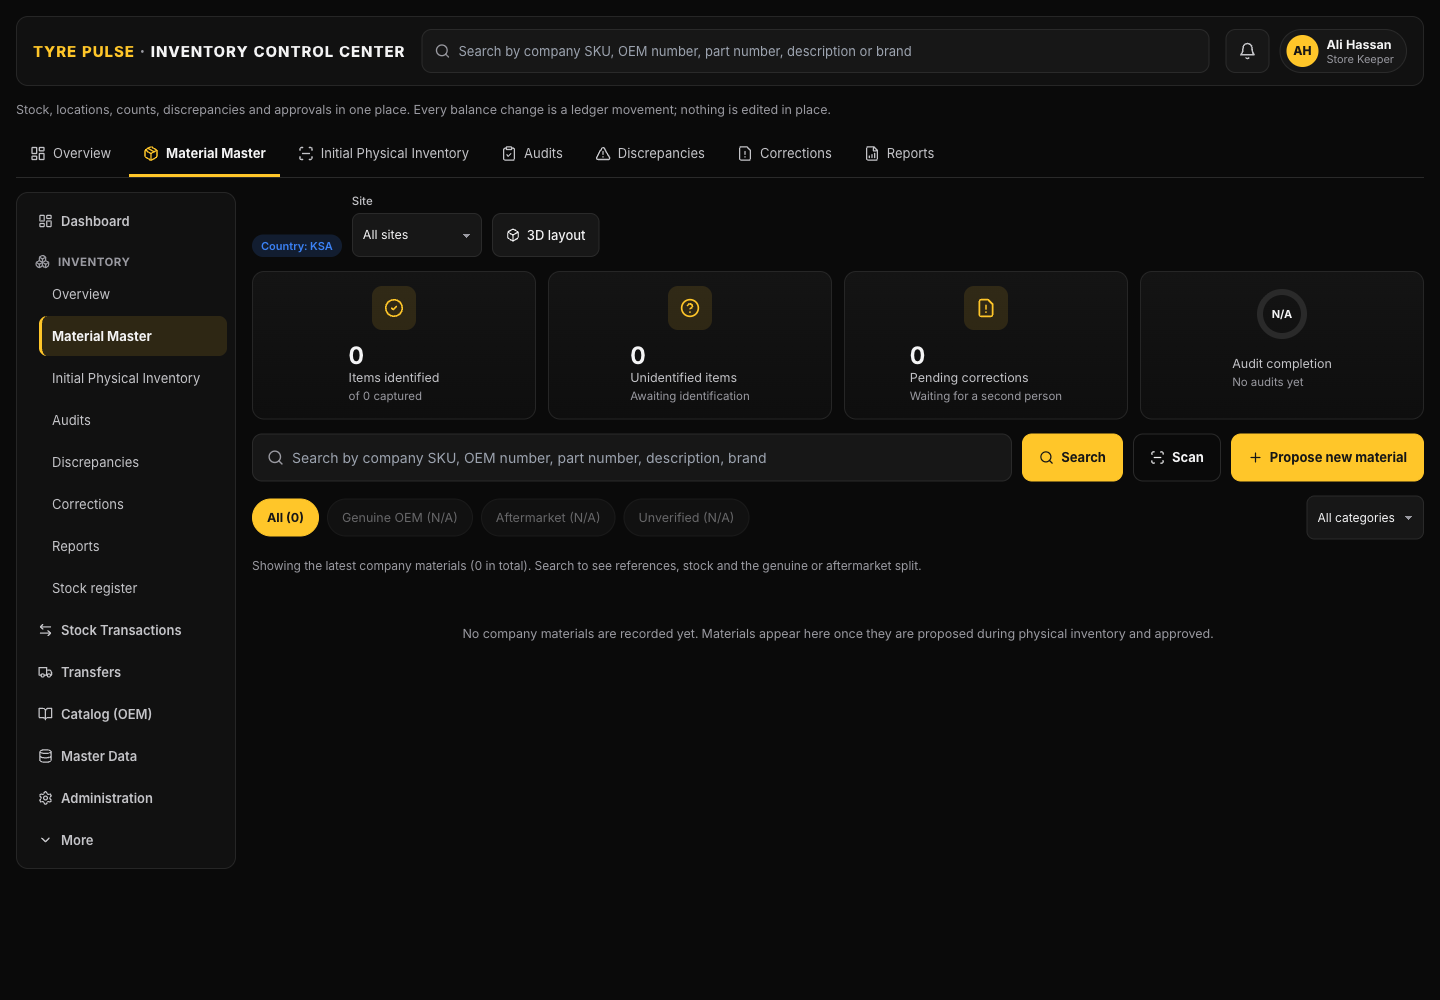 TYRE PULSE · INVENTORY CONTROL CENTER
Search by company SKU, OEM number, part number, description or brand
AH
Ali Hassan
Store Keeper
Stock, locations, counts, discrepancies and approvals in one place. Every balance change is a ledger movement; nothing is edited in place.
Overview
Material Master
Initial Physical Inventory
Audits
Discrepancies
Corrections
Reports
Dashboard
INVENTORY
Overview
Material Master
Initial Physical Inventory
Audits
Discrepancies
Corrections
Reports
Stock register
Stock Transactions
Transfers
Catalog (OEM)
Master Data
Administration
More
Country: KSA
Site
All sites
3D layout
0
Items identified
of 0 captured
0
Unidentified items
Awaiting identification
0
Pending corrections
Waiting for a second person
N/A
Audit completion
No audits yet
Search by company SKU, OEM number, part number, description, brand
Search
Scan
Propose new material
All (0)
Genuine OEM (N/A)
Aftermarket (N/A)
Unverified (N/A)
All categories
Showing the latest company materials (0 in total). Search to see references, stock and the genuine or aftermarket split.
No company materials are recorded yet. Materials appear here once they are proposed during physical inventory and approved.